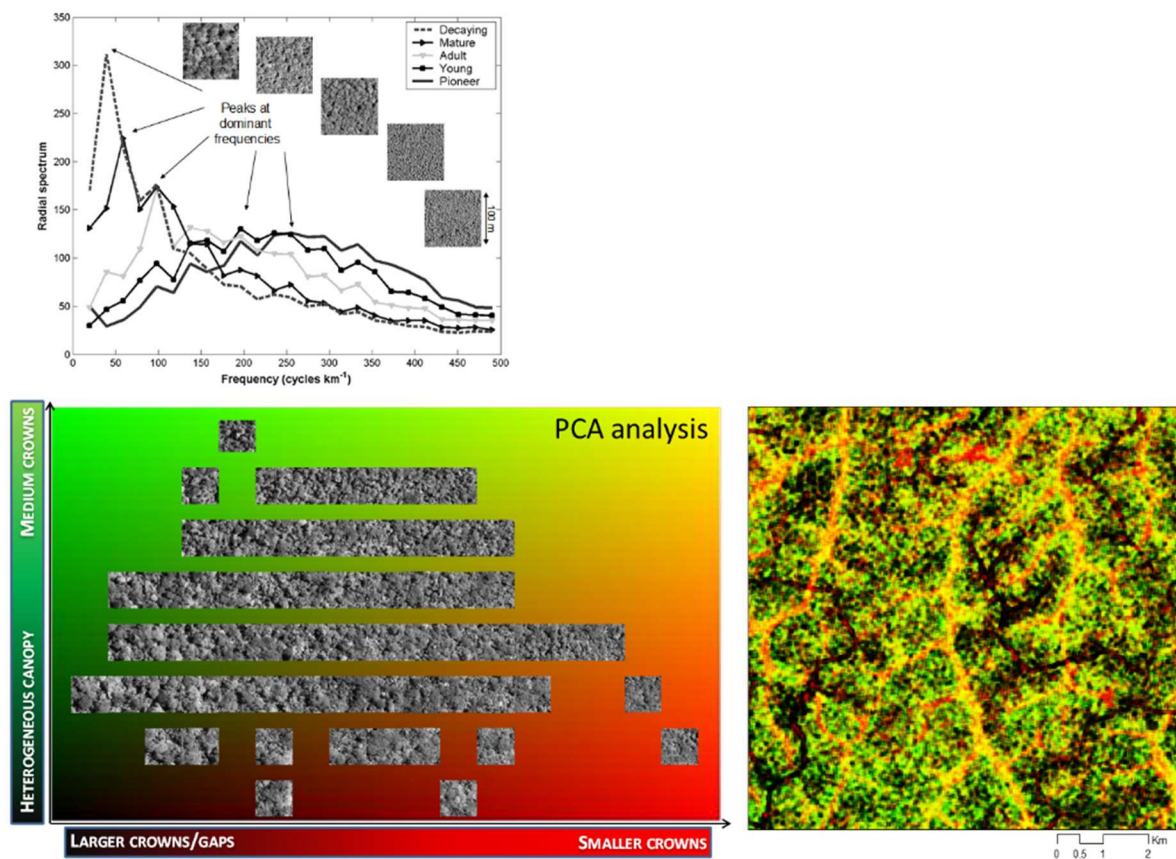 350
300
250
200
150
100
50
0
Radial spectrum
Decaying
Mature
Adult
Young
Pioneer
Peaks at
dominant
frequencies
100 m
0 50 100 150 200 250 300 350 400 450 500
Frequency (cycles km⁻¹)
MEDIUM CROWNS
HETEROGENEOUS CANOPY
PCA analysis
LARGER CROWNS/GAPS
SMALLER CROWNS
Km
0 0.5 1 2